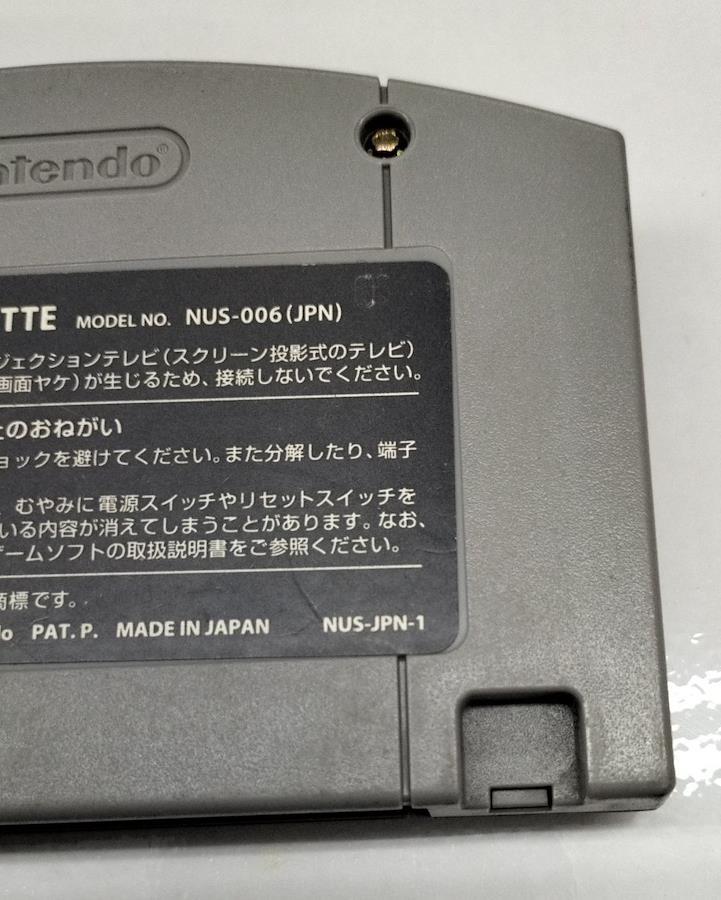 ntendo®
TTE MODEL NO. NUS-006(JPN)
ジェクションテレビ(スクリーン投影式のテレビ)
画面ヤケ)が生じるため、接続しないでください。
のおねがい
ョックを避けてください。また分解したり、端子
、むやみに電源スイッチやリセットスイッチを
いる内容が消えてしまうことがあります。なお、
ゲームソフトの取扱説明書をご参照ください。
商標です。
do PAT. P. MADE IN JAPAN NUS-JPN-1